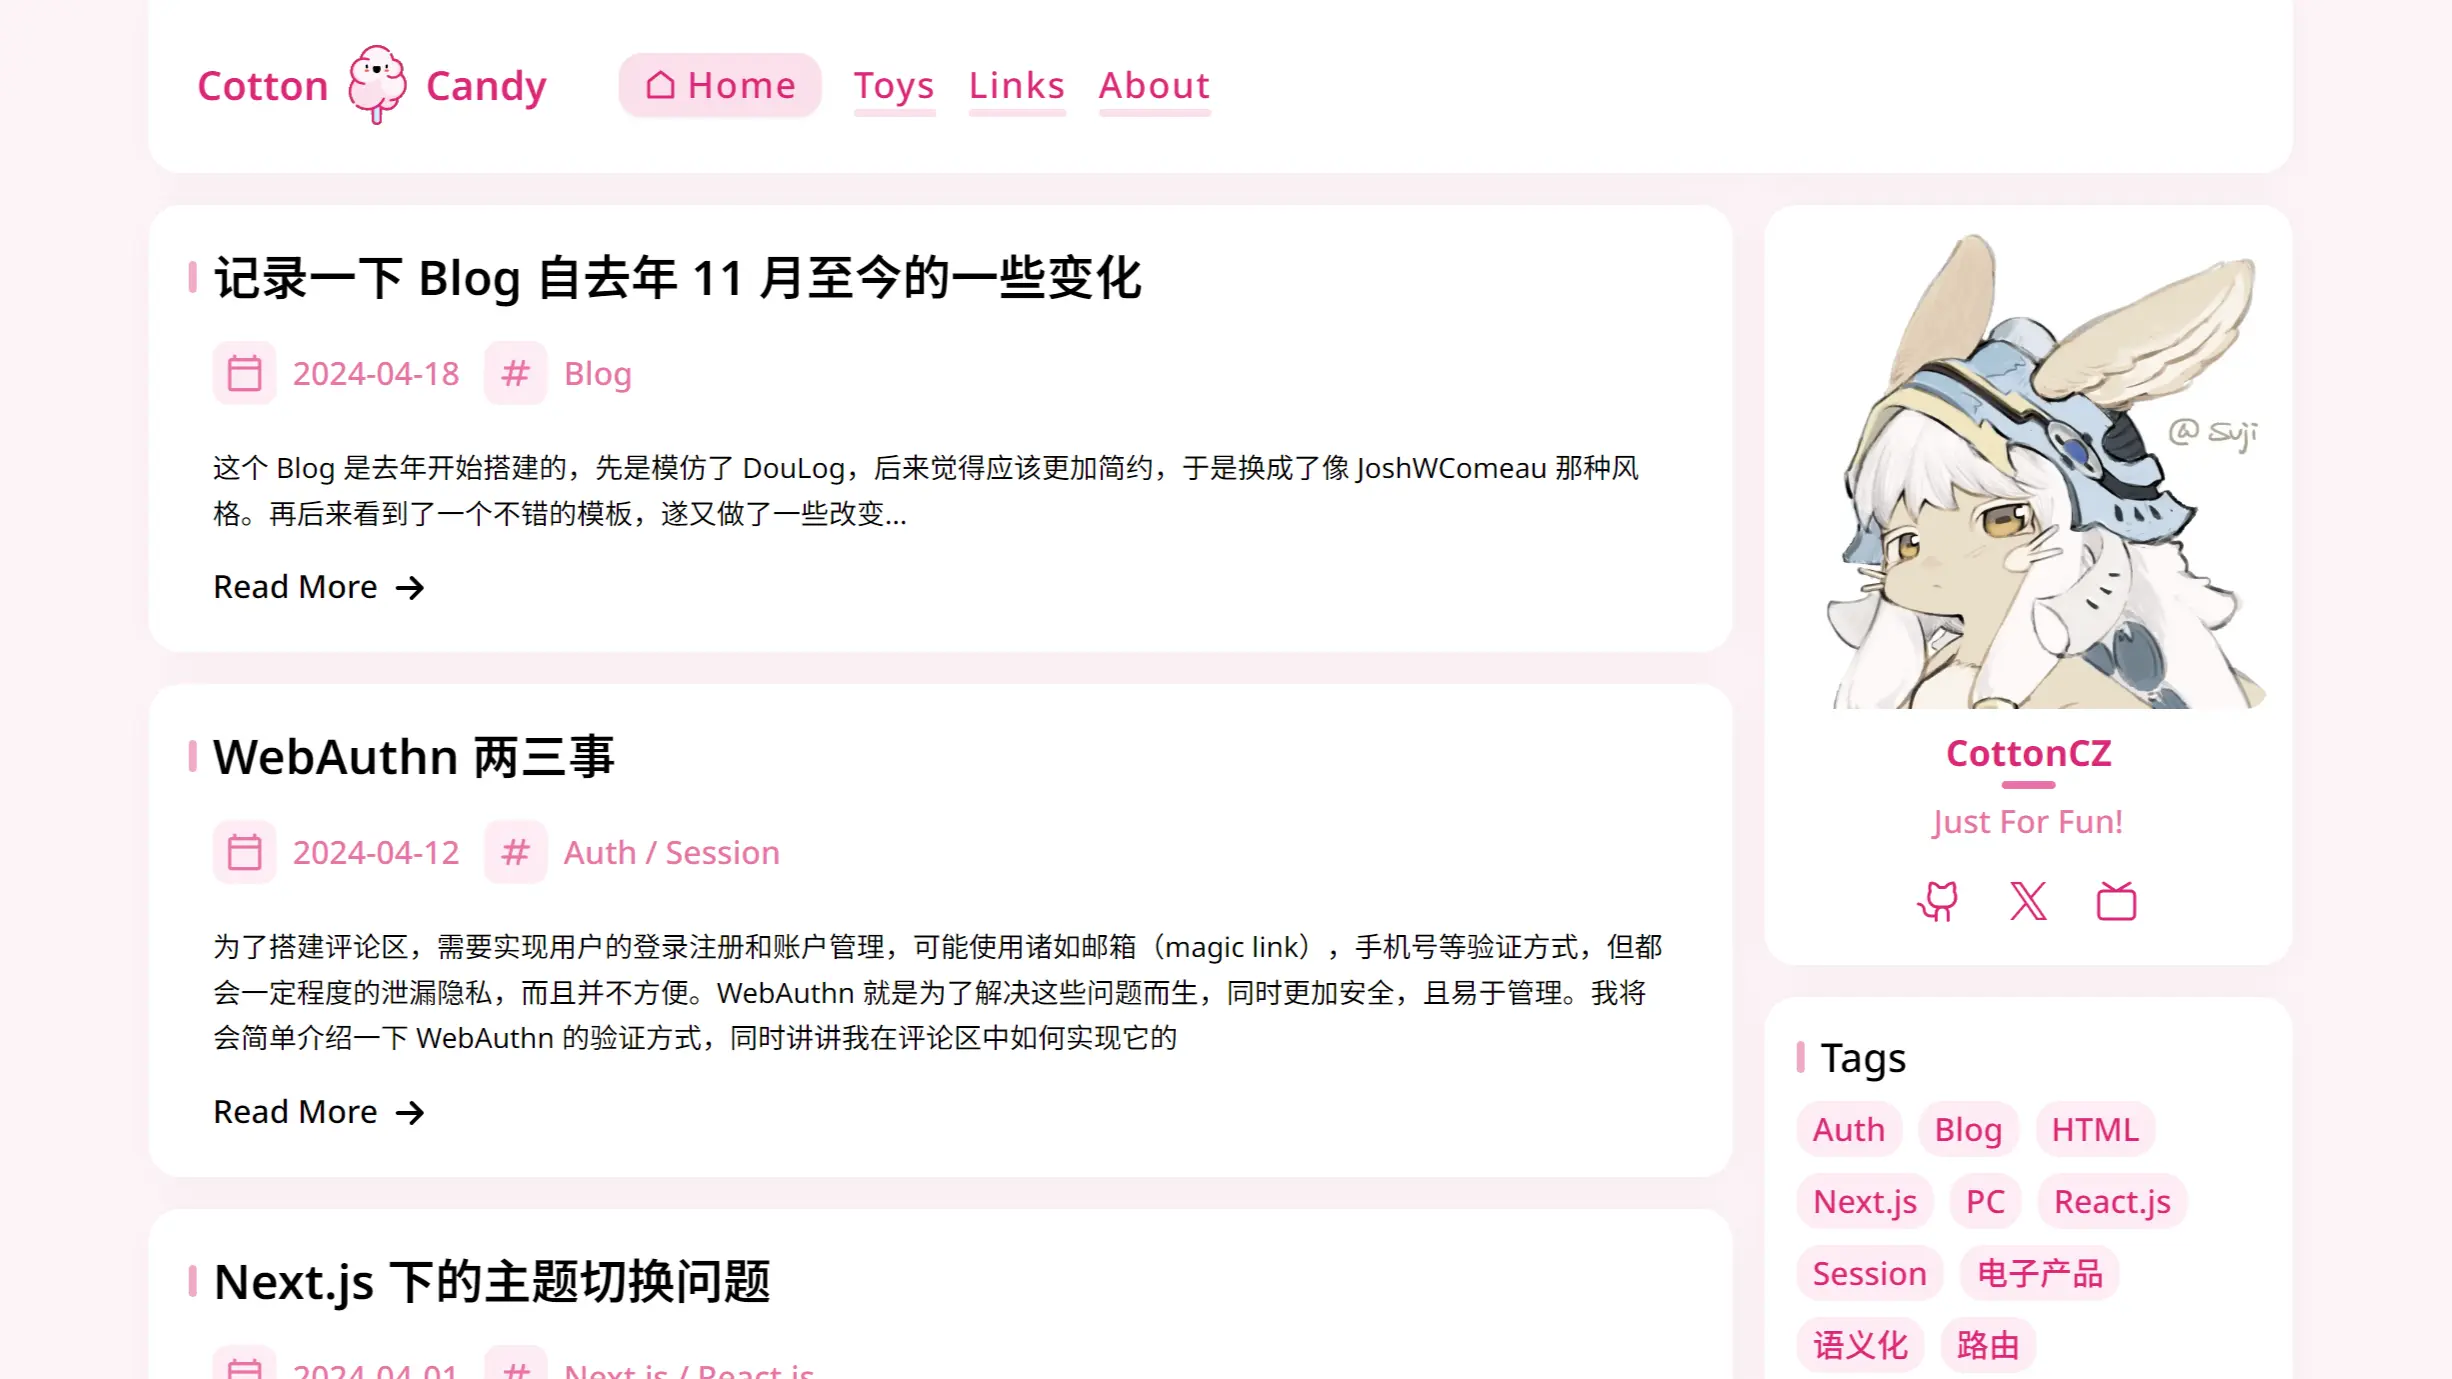 Cotton Candy
Home Toys Links About
记录一下 Blog 自去年 11 月至今的一些变化
2024-04-18 # Blog
这个 Blog 是去年开始搭建的，先是模仿了 DouLog，后来觉得应该更加简约，于是换成了像 JoshWComeau 那种风
格。再后来看到了一个不错的模板，遂又做了一些改变...
Read More →
WebAuthn 两三事
2024-04-12 # Auth / Session
为了搭建评论区，需要实现用户的登录注册和账户管理，可能使用诸如邮箱（magic link），手机号等验证方式，但都
会一定程度的泄漏隐私，而且并不方便。WebAuthn 就是为了解决这些问题而生，同时更加安全，且易于管理。我将
会简单介绍一下 WebAuthn 的验证方式，同时讲讲我在评论区中如何实现它的
Read More →
Next.js 下的主题切换问题
2024-04-01 # Next.js / React.js
@Suji
CottonCZ
Just For Fun!
Tags
Auth Blog HTML
Next.js PC React.js
Session 电子产品
语义化 路由